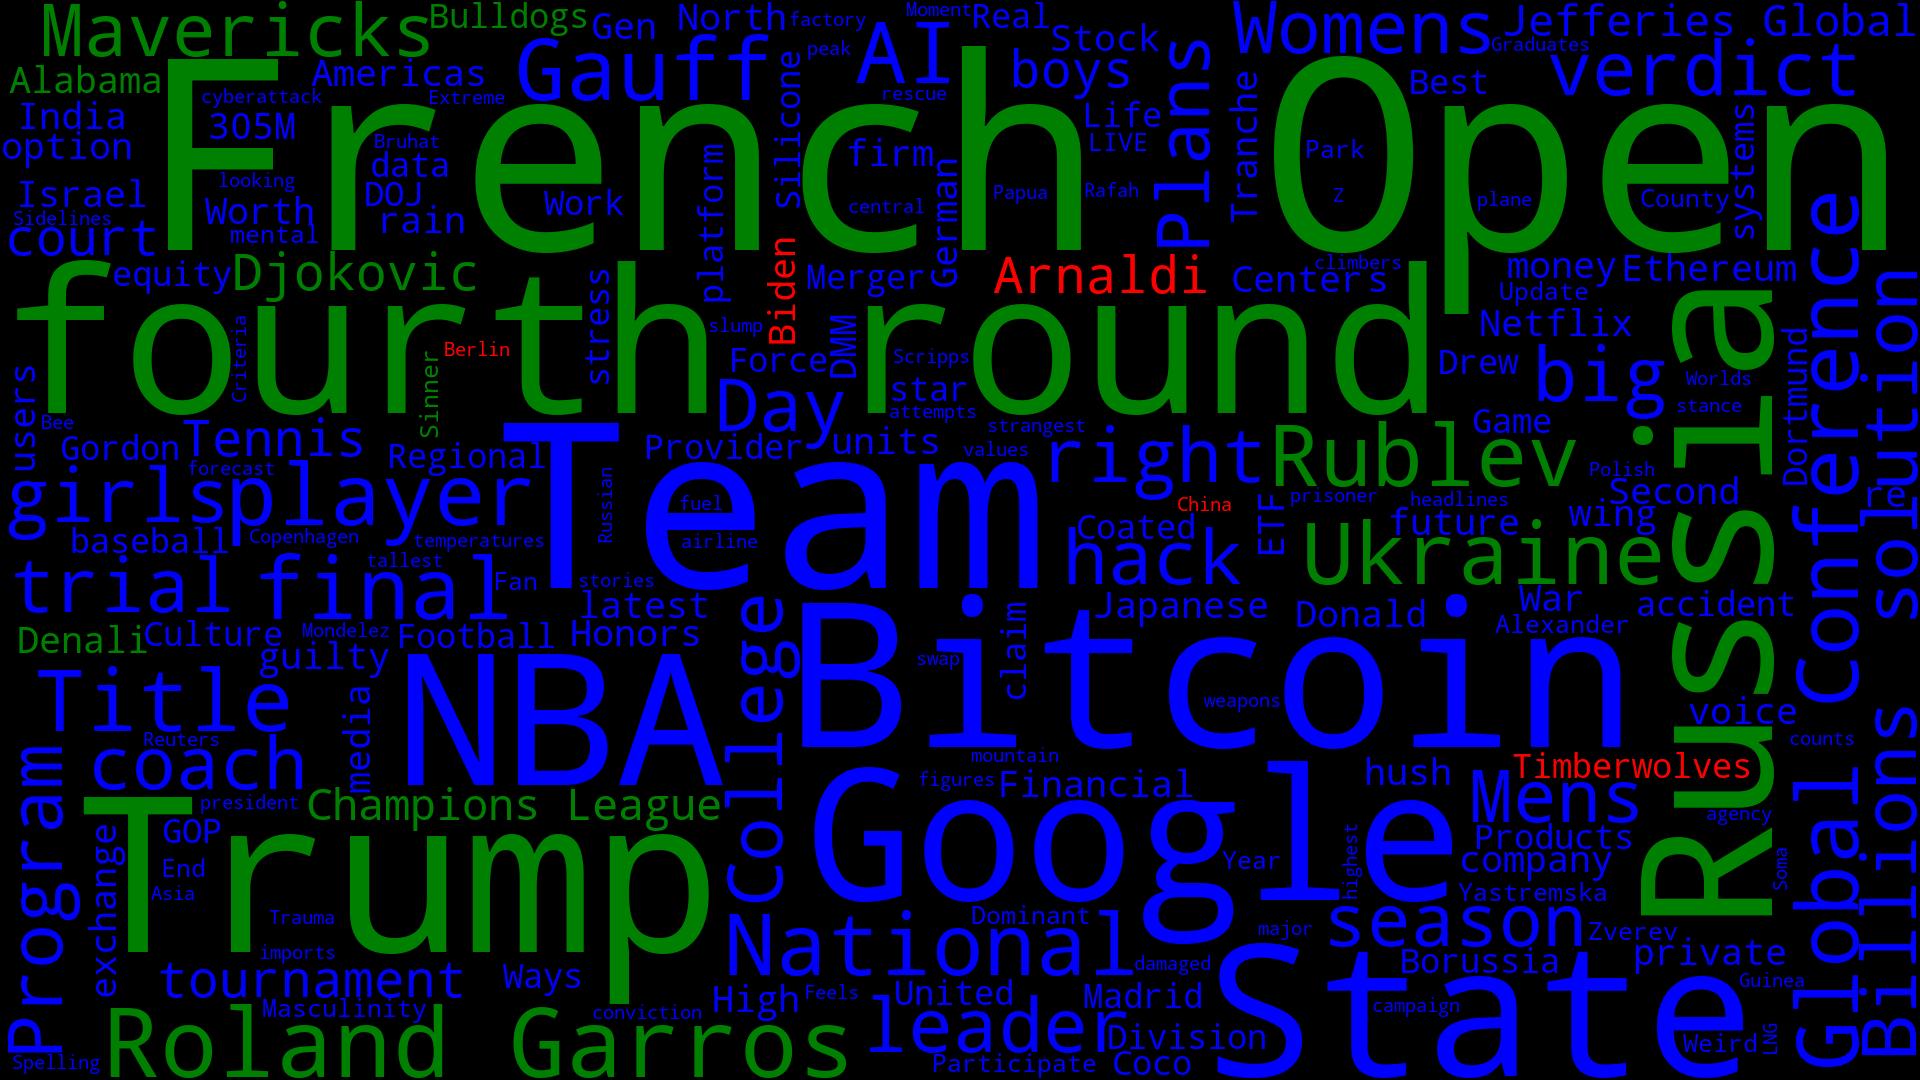 Mavericks
Bulldogs
Gen
North
factory
Moment
Real
Womens
Jefferies
Global
Alabama
Americas
Gauff
peak
AI
Stock
boys
Graduates
verdict
Best
cyberattack
Extreme
Silicone
rescue
Plans
India
305M
French
Open
Life
Tranche
option
Bruhat
data
firm
LIVE
Park
systems
Israel
looking
DOJ
Work
platform
German
Papua
Rafah
Z
plane
County
Sidelines
Worth
rain
central
court
mental
equity
Djokovic
stress
Biden
Merger
Arnaldi
Centers
climbers
money
Ethereum
Conference
solution
Update
fourth
round
Criteria
Sinner
Berlin
slump
DMM
Netflix
Russia
Force
Scripps
Drew
big
Worlds
Dortmund
users
star
Day
attempts
stance
Bee
strangest
Game
Gordon
Tennis
Regional
Provider
units
values
right
Rublev
forecast
Polish
girls
player
Team
Russian
fuel
China
ETF
prisoner
headlines
Second
re
baseball
Copenhagen
temperatures
airline
Coated
future
wing
hack
Ukraine
tallest
trial
final
Fan
stories
latest
College
claim
Japanese
Donald
War
accident
Alexander
Denali
Culture
Mondelez
Football
Honors
guilty
swap
Bitcoin
Title
media
NBA
weapons
voice
Reuters
coach
mountain
counts
Program
figures
Financial
hush
Timberwolves
Mens
Global
Billions
president
Champions League
Google
agency
exchange
GOP
Trump
highest
Products
End
Year
company
Soma
Asia
Yastremska
Trauma
National
Dominant
major
season
Zverev
imports
private
tournament
Ways
damaged
Borussia
State
Guinea
Masculinity
conviction
High
Feels
United
Madrid
campaign
Roland Garros
leader
Division
Weird
LNG
Spelling
Participate
Coco